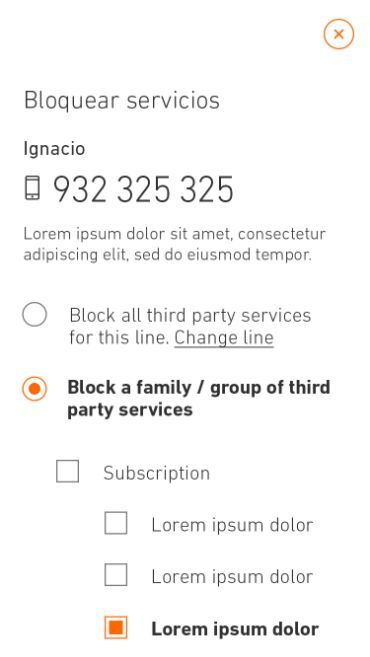 Bloquear servicios
Ignacio
932 325 325
Lorem ipsum dolor sit amet, consectetur
adipiscing elit, sed do eiusmod tempor.
Block all third party services
for this line. Change line
Block a family / group of third
party services
Subscription
Lorem ipsum dolor
Lorem ipsum dolor
Lorem ipsum dolor